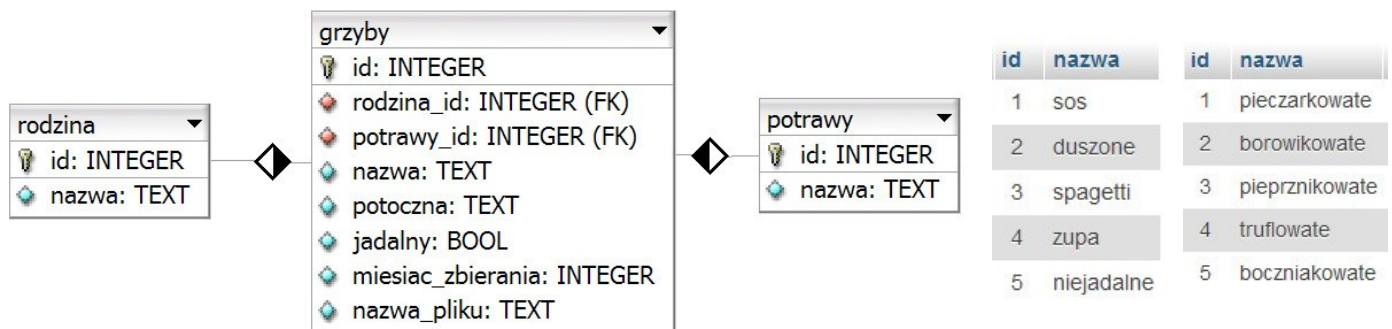 rodzina
id: INTEGER
nazwa: TEXT
grzyby
id: INTEGER
rodzina_id: INTEGER (FK)
potrawy_id: INTEGER (FK)
nazwa: TEXT
potoczna: TEXT
jadalny: BOOL
miesiac_zbierania: INTEGER
nazwa_pliku: TEXT
potrawy
id: INTEGER
nazwa: TEXT
id nazwa
1 sos
2 duszone
3 spagetti
4 zupa
5 niejadalne
id nazwa
1 pieczarkowate
2 borowikowate
3 pieprznikowate
4 truflowate
5 boczniakowate